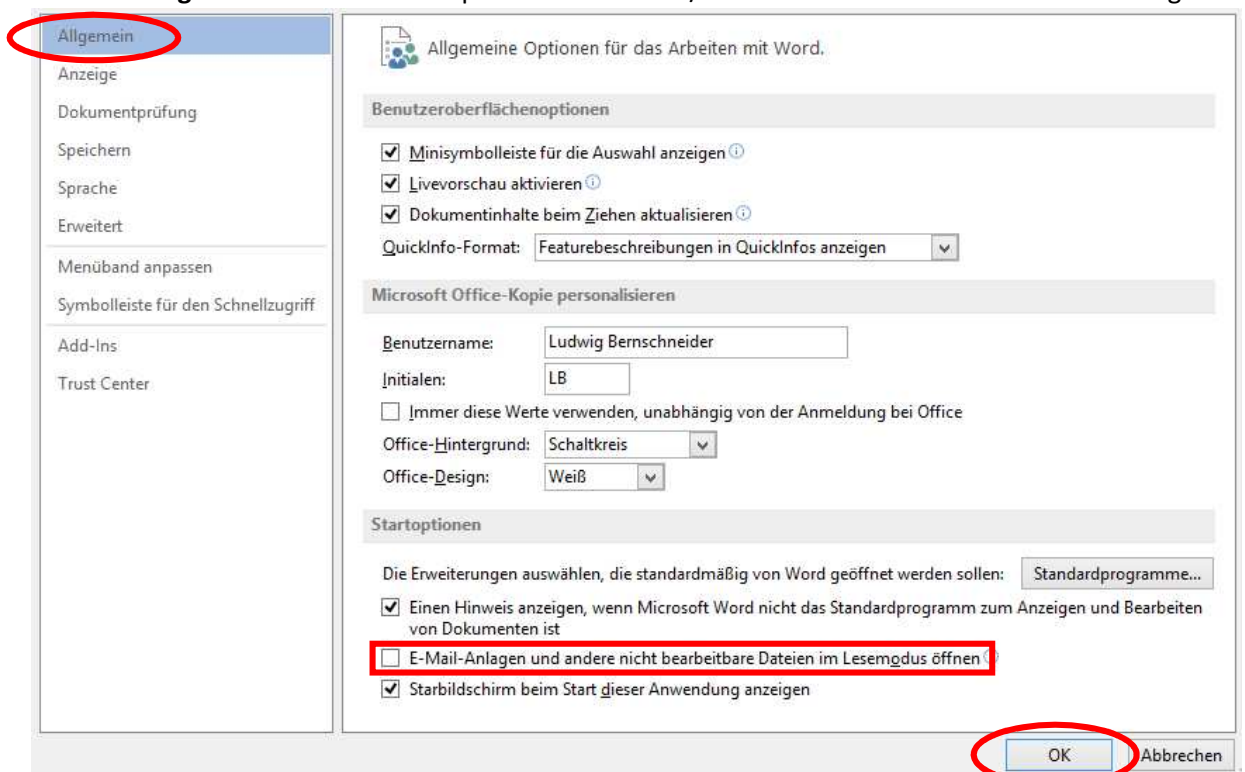 Allgemein
Anzeige
Dokumentprüfung
Speichern
Sprache
Erweitert
Menüband anpassen
Symbolleiste für den Schnellzugriff
Add-Ins
Trust Center
Allgemeine Optionen für das Arbeiten mit Word.
Benutzeroberflächenoptionen
Minisymbolleiste für die Auswahl anzeigen
Livevorschau aktivieren
Dokumentinhalte beim Ziehen aktualisieren
QuickInfo-Format: Featurebeschreibungen in QuickInfos anzeigen
Microsoft Office-Kopie personalisieren
Benutzername: Ludwig Bernschneider
Initialen: LB
Immer diese Werte verwenden, unabhängig von der Anmeldung bei Office
Office-Hintergrund: Schaltkreis
Office-Design: Weiß
Startoptionen
Die Erweiterungen auswählen, die standardmäßig von Word geöffnet werden sollen: Standardprogramme...
Einen Hinweis anzeigen, wenn Microsoft Word nicht das Standardprogramm zum Anzeigen und Bearbeiten
von Dokumenten ist
E-Mail-Anlagen und andere nicht bearbeitbare Dateien im Lesemodus öffnen
Starbildschirm beim Start dieser Anwendung anzeigen
OK Abbrechen